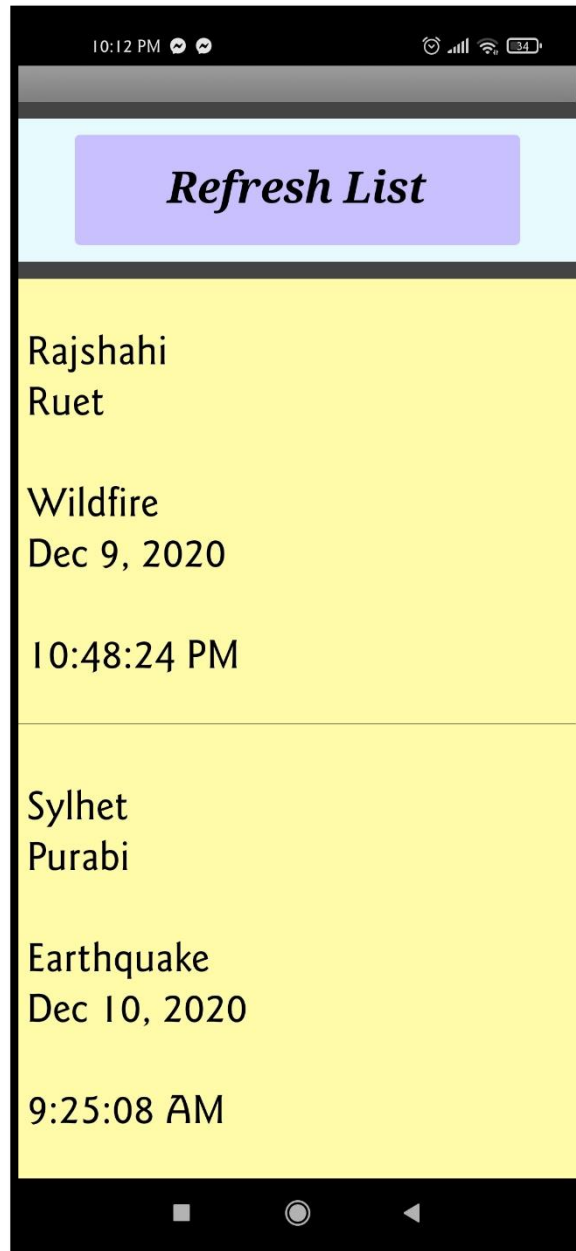 10:12 PM 34
Refresh List
Rajshahi
Ruet
Wildfire
Dec 9, 2020
10:48:24 PM
Sylhet
Purabi
Earthquake
Dec 10, 2020
9:25:08 AM